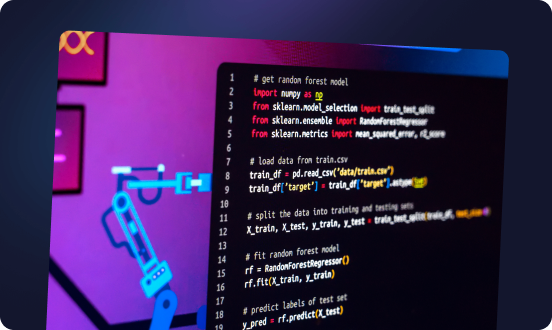 1 # get random forest model
2 import numpy as np
3 from sklearn.model_selection import train_test_split
4 from sklearn.ensemble import RandomForestRegressor
5 from sklearn.metrics import mean_squared_error, r2_score
6
7 # load data from train.csv
8 train_df = pd.read_csv("data/train.csv")
9 train_df['target'] = train_df['target'].astype(int)
10
11 # split the data into training and testing sets
12 X_train, X_test, y_train, y_test = train_test_split(train_df,
13
14 # fit random forest model
15 rf = RandomForestRegressor()
16 rf.fit(X_train, y_train)
17
18 # predict labels of test set
19 y_pred = rf.predict(X_test)